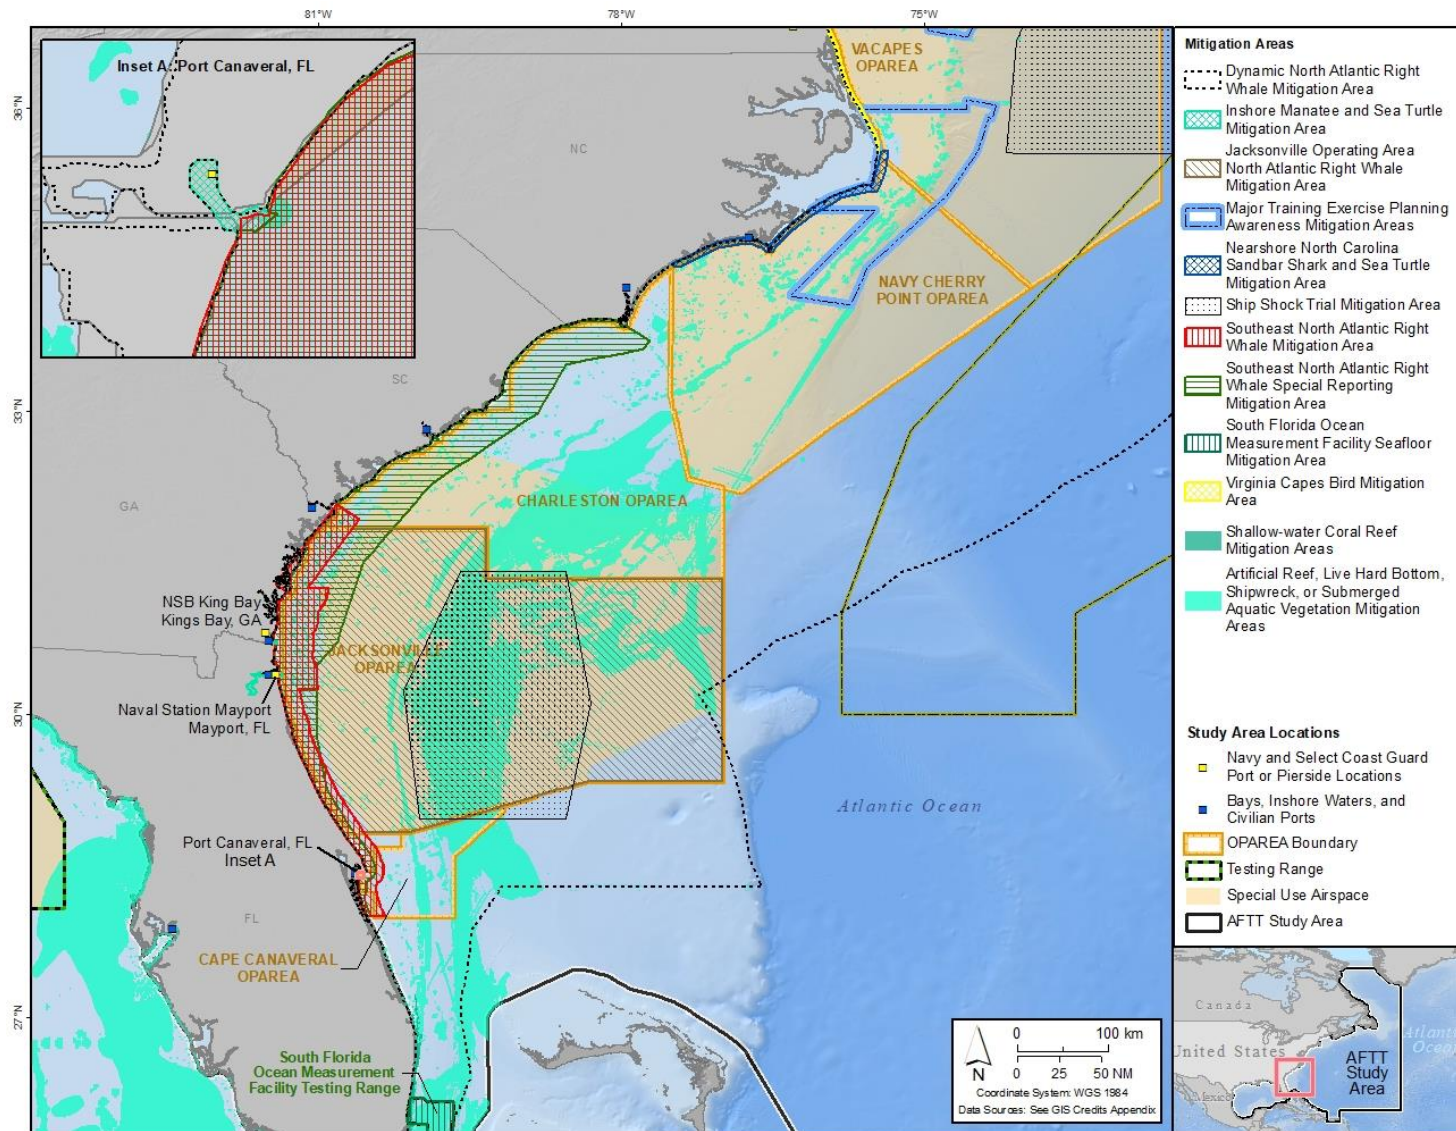 81°W
78°W
75°W
36°N
33°N
30°N
27°N
Inset A: Port Canaveral, FL
NC
SC
GA
FL
VACAPES
OPAREA
NAVY CHERRY
POINT OPAREA
CHARLESTON OPAREA
NSB King Bay
Kings Bay, GA
JACKSONVILLE
OPAREA
Naval Station Mayport
Mayport, FL
Port Canaveral, FL
Inset A
CAPE CANAVERAL
OPAREA
South Florida
Ocean Measurement
Facility Testing Range
Atlantic Ocean
0 100 km
0 25 50 NM
N
Coordinate System: WGS 1984
Data Sources: See GIS Credits Appendix
Mitigation Areas
Dynamic North Atlantic Right
Whale Mitigation Area
Inshore Manatee and Sea Turtle
Mitigation Area
Jacksonville Operating Area
North Atlantic Right Whale
Mitigation Area
Major Training Exercise Planning
Awareness Mitigation Areas
Nearshore North Carolina
Sandbar Shark and Sea Turtle
Mitigation Area
Ship Shock Trial Mitigation Area
Southeast North Atlantic Right
Whale Mitigation Area
Southeast North Atlantic Right
Whale Special Reporting
Mitigation Area
South Florida Ocean
Measurement Facility Seafloor
Mitigation Area
Virginia Capes Bird Mitigation
Area
Shallow-water Coral Reef
Mitigation Areas
Artificial Reef, Live Hard Bottom,
Shipwreck, or Submerged
Aquatic Vegetation Mitigation
Areas
Study Area Locations
Navy and Select Coast Guard
Port or Pierside Locations
Bays, Inshore Waters, and
Civilian Ports
OPAREA Boundary
Testing Range
Special Use Airspace
AFTT Study Area
Canada
United States
Mexico
AFTT
Study
Area
Atlantic